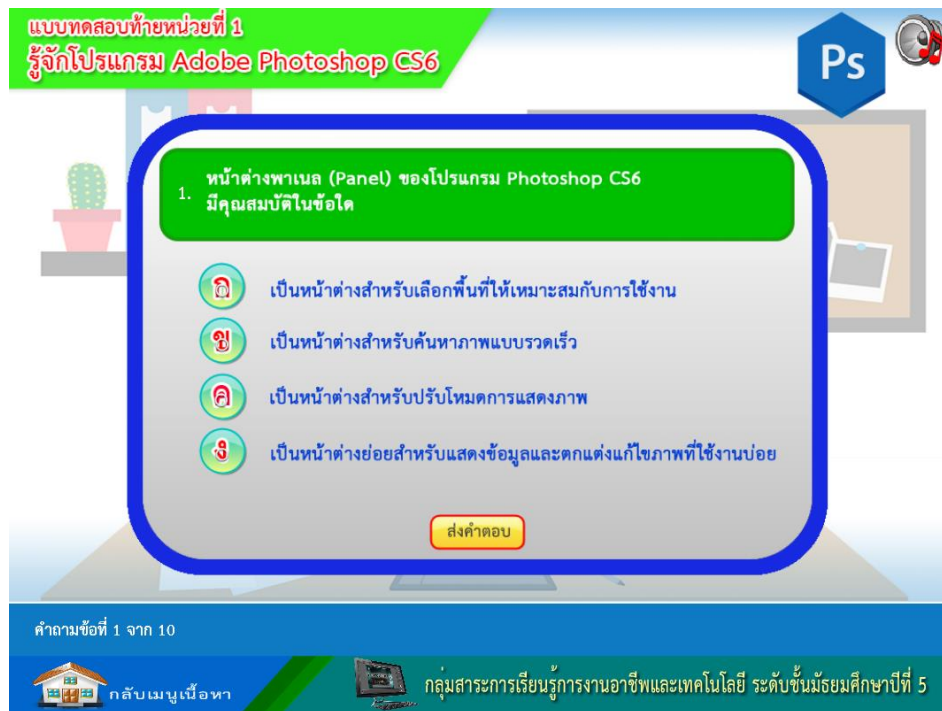 แบบทดสอบท้ายหน่วยที่ 1
รู้จักโปรแกรม Adobe Photoshop CS6
Ps
1. หน้าต่างพาเนล (Panel) ของโปรแกรม Photoshop CS6
มีคุณสมบัติในข้อใด
ก เป็นหน้าต่างสำหรับเลือกพื้นที่ให้เหมาะสมกับการใช้งาน
ข เป็นหน้าต่างสำหรับค้นหาภาพแบบรวดเร็ว
ค เป็นหน้าต่างสำหรับปรับโหมดการแสดงภาพ
ง เป็นหน้าต่างย่อยสำหรับแสดงข้อมูลและตกแต่งแก้ไขภาพที่ใช้งานบ่อย
ส่งคำตอบ
คำถามข้อที่ 1 จาก 10
กลับเมนูเนื้อหา
กลุ่มสาระการเรียนรู้การงานอาชีพและเทคโนโลยี ระดับชั้นมัธยมศึกษาปีที่ 5